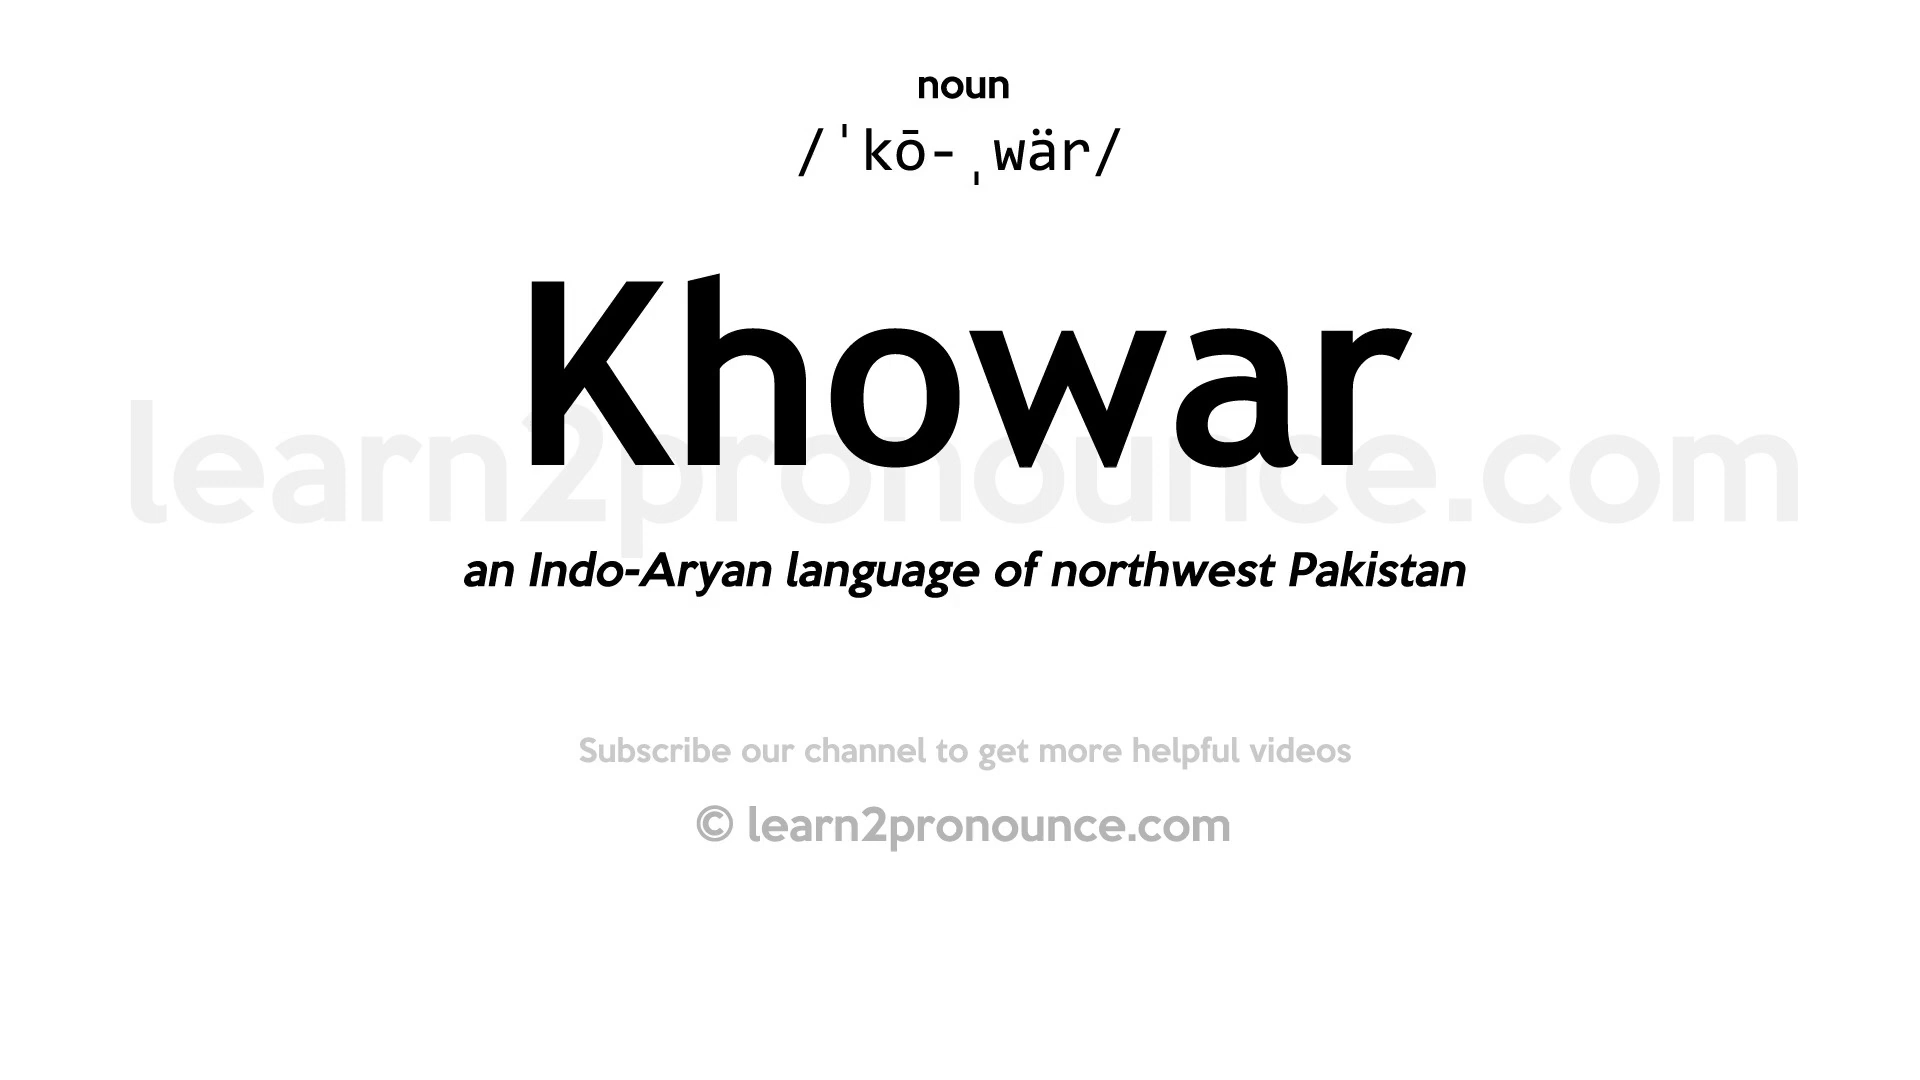 noun
/ˈkō-ˌwär/
Khowar
learn2pronounce.com
an Indo-Aryan language of northwest Pakistan
Subscribe our channel to get more helpful videos
© learn2pronounce.com